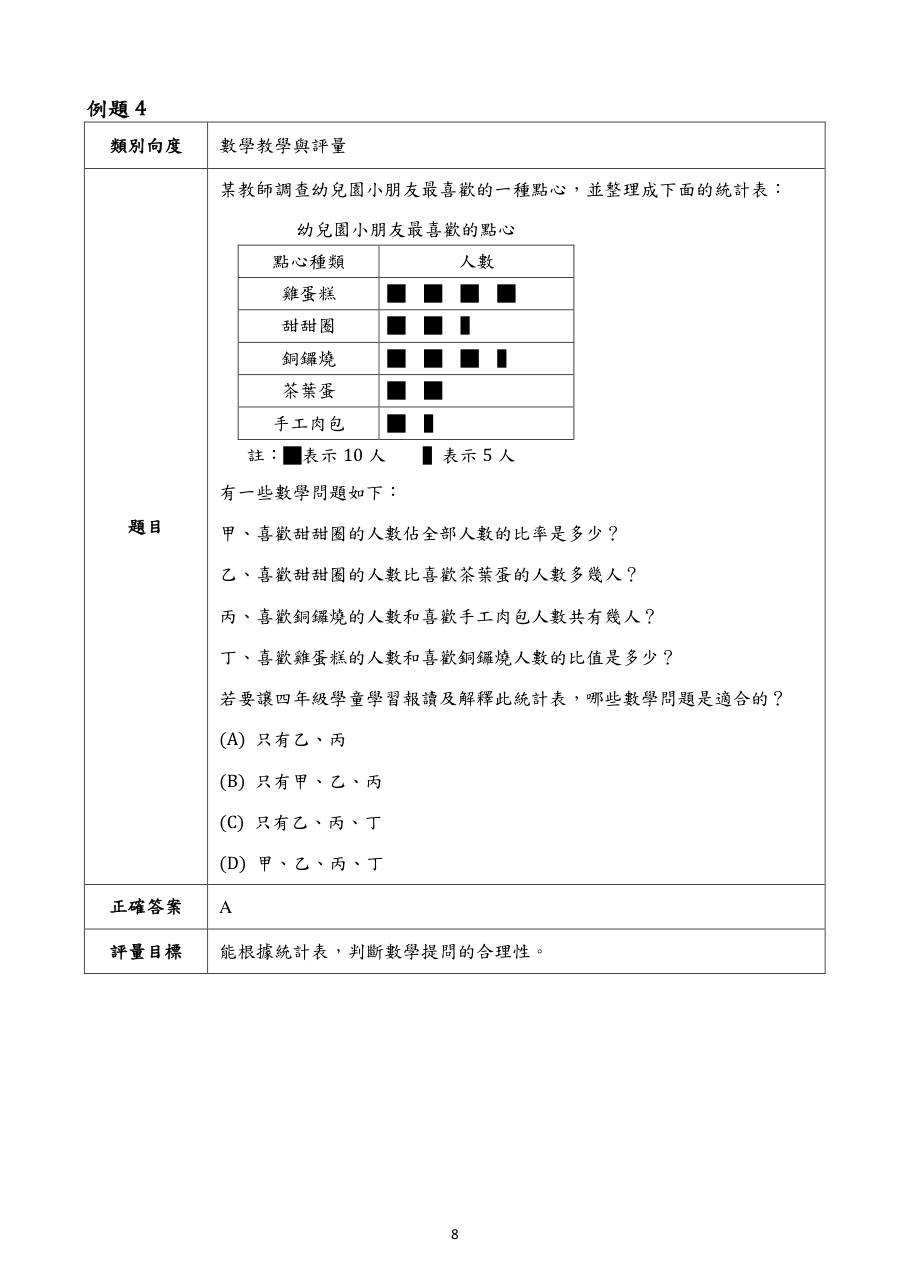 例題 4
類別向度 數學教學與評量
某教師調查幼兒園小朋友最喜歡的一種點心，並整理成下面的統計表：
幼兒園小朋友最喜歡的點心
點心種類 人數
雞蛋糕
甜甜圈
銅鑼燒
茶葉蛋
手工肉包
註：■表示 10 人 ▌表示 5 人
有一些數學問題如下：
題目
甲、喜歡甜甜圈的人數佔全部人數的比率是多少？
乙、喜歡甜甜圈的人數比喜歡茶葉蛋的人數多幾人？
丙、喜歡銅鑼燒的人數和喜歡手工肉包人數共有幾人？
丁、喜歡雞蛋糕的人數和喜歡銅鑼燒人數的比值是多少？
若要讓四年級學童學習報讀及解釋此統計表，哪些數學問題是適合的？
(A) 只有乙、丙
(B) 只有甲、乙、丙
(C) 只有乙、丙、丁
(D) 甲、乙、丙、丁
正確答案 A
評量目標 能根據統計表，判斷數學提問的合理性。
8